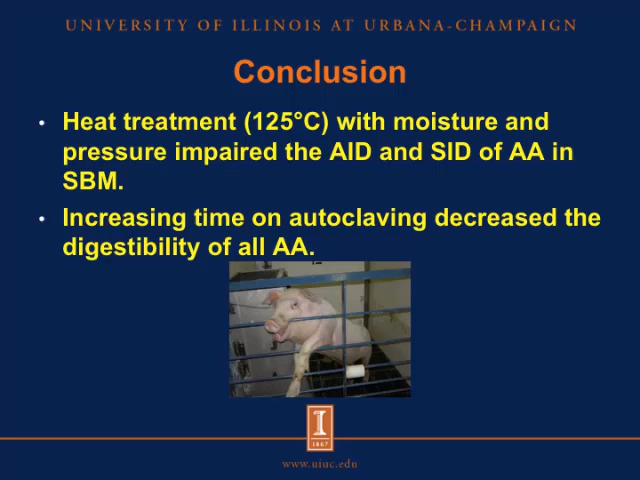 UNIVERSITY OF ILLINOIS AT URBANA-CHAMPAIGN
Conclusion
• Heat treatment (125°C) with moisture and
pressure impaired the AID and SID of AA in
SBM.
• Increasing time on autoclaving decreased the
digestibility of all AA.
I
1867
www.uiuc.edu